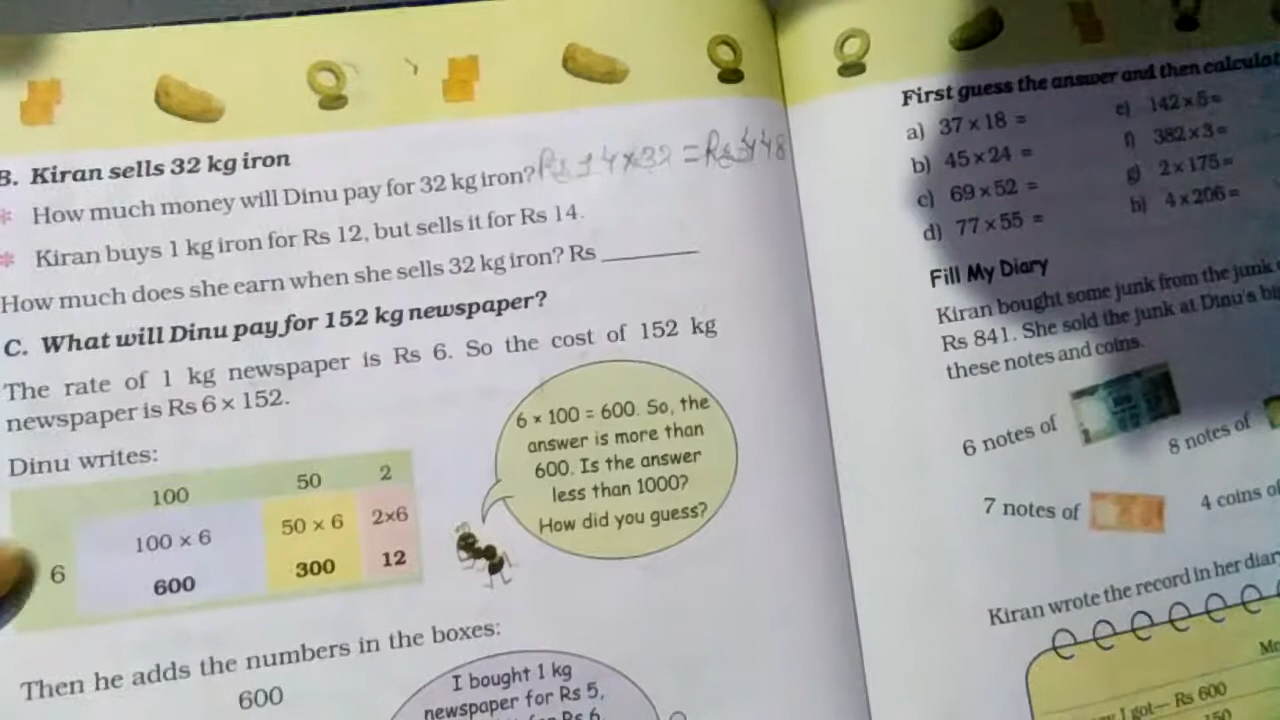 B. Kiran sells 32 kg iron
* How much money will Dinu pay for 32 kg iron? Rs 14×32 = Rs 448
* Kiran buys 1 kg iron for Rs 12, but sells it for Rs 14.
How much does she earn when she sells 32 kg iron? Rs ______
C. What will Dinu pay for 152 kg newspaper?
The rate of 1 kg newspaper is Rs 6. So the cost of 152 kg
newspaper is Rs 6 × 152.
Dinu writes:
100 50 2
6 100 × 6 50 × 6 2×6
600 300 12
6 × 100 = 600. So, the
answer is more than
600. Is the answer
less than 1000?
How did you guess?
Then he adds the numbers in the boxes:
600
I bought 1 kg
newspaper for Rs 5,
Rs 6.
First guess the answer and then
a) 37 × 18 =
b) 45 × 24 =
c) 69 × 52 =
d) 77 × 55 =
e) 142 × 5 =
f) 382 × 3 =
g) 2 × 175 =
h) 4 × 206 =
Fill My Diary
Kiran bought some junk from the junk
Rs 841. She sold the junk at Dinu's
these notes and coins.
6 notes of
8 notes of
7 notes of
4 coins of
Kiran wrote the record in her
I got— Rs 600